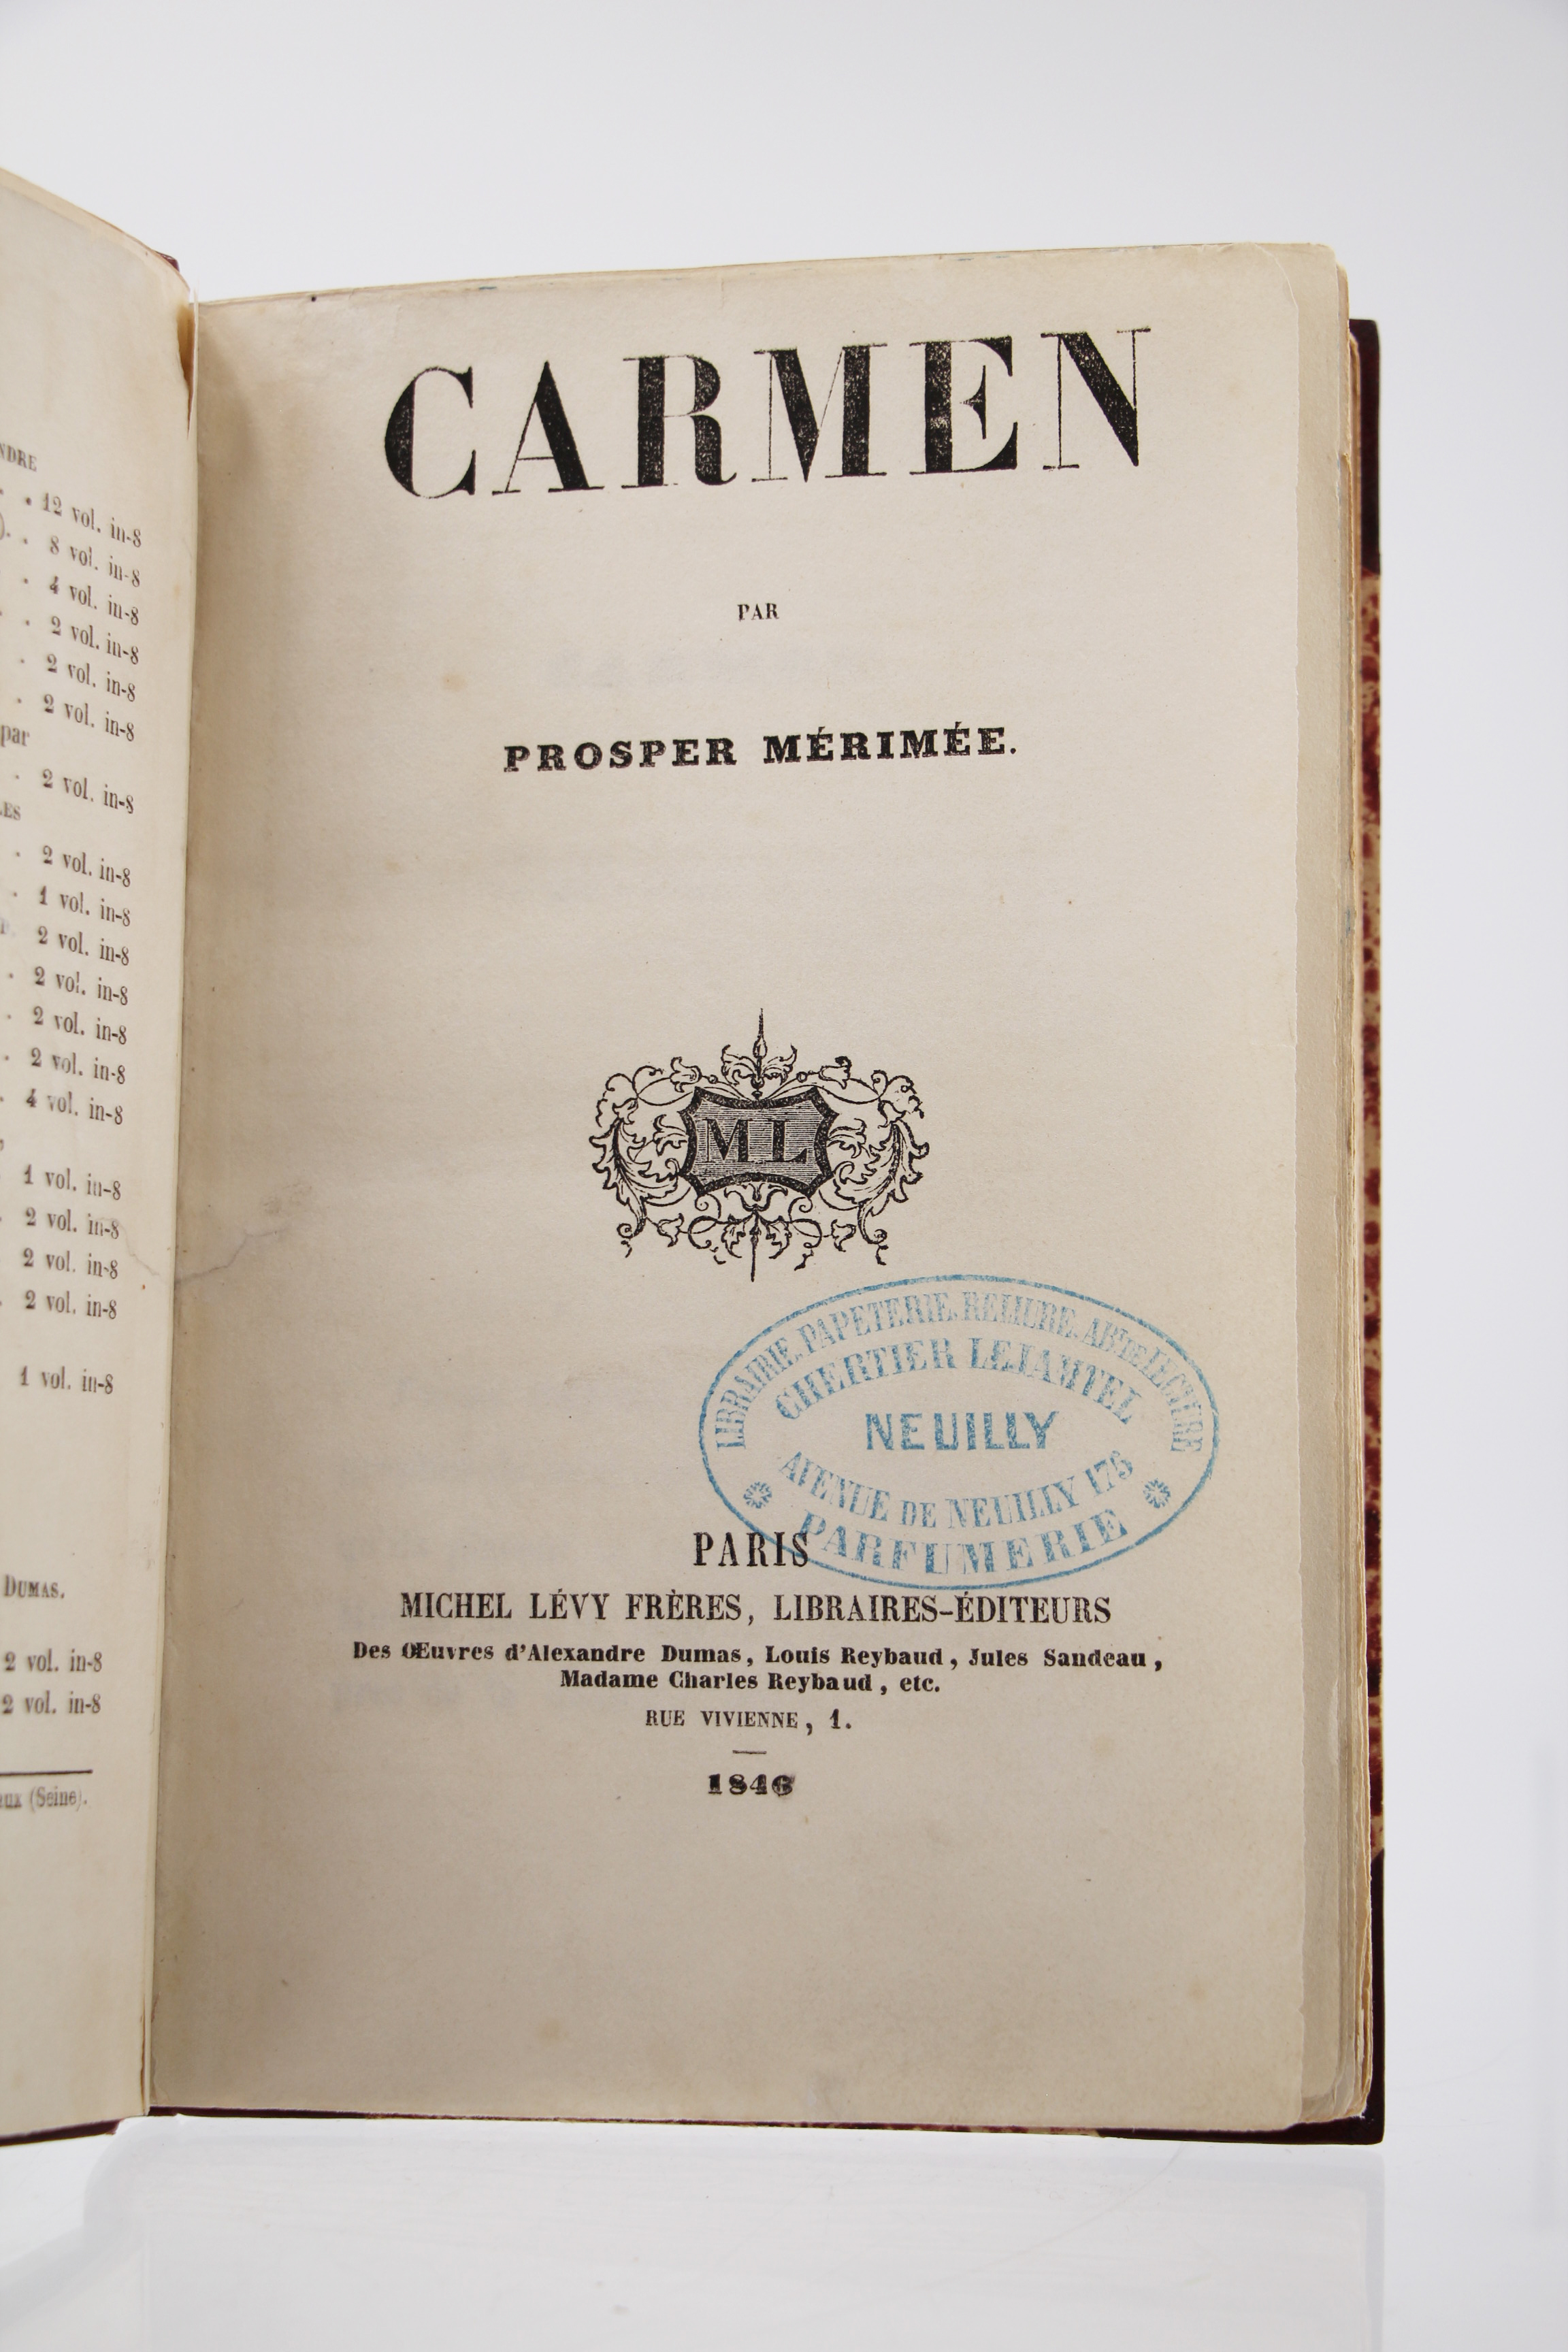 NDRE
12 vol. in-8
8 vol. in-8
4 vol. in-8
2 vol. in-8
2 vol. in-8
2 vol. in-8
par
2 vol. in-8
LES
2 vol. in-8
1 vol. in-8
2 vol. in-8
2 vol. in-8
2 vol. in-8
2 vol. in-8
4 vol. in-8
1 vol. in-8
2 vol. in-8
2 vol. in-8
2 vol. in-8
1 vol. in-8
DUMAS.
2 vol. in-8
2 vol. in-8
aux (Seine).
CARMEN
PAR
PROSPER MÉRIMÉE.
M L
LIBRAIRIE, PAPETERIE, RELIURE, ABt DE LECTURE
CHERTIER LEJAMTEL
NEUILLY
AVENUE DE NEUILLY 175
PARFUMERIE
PARIS
MICHEL LÉVY FRÈRES, LIBRAIRES-ÉDITEURS
Des Œuvres d'Alexandre Dumas, Louis Reybaud, Jules Sandeau,
Madame Charles Reybaud, etc.
RUE VIVIENNE, 1.
1846